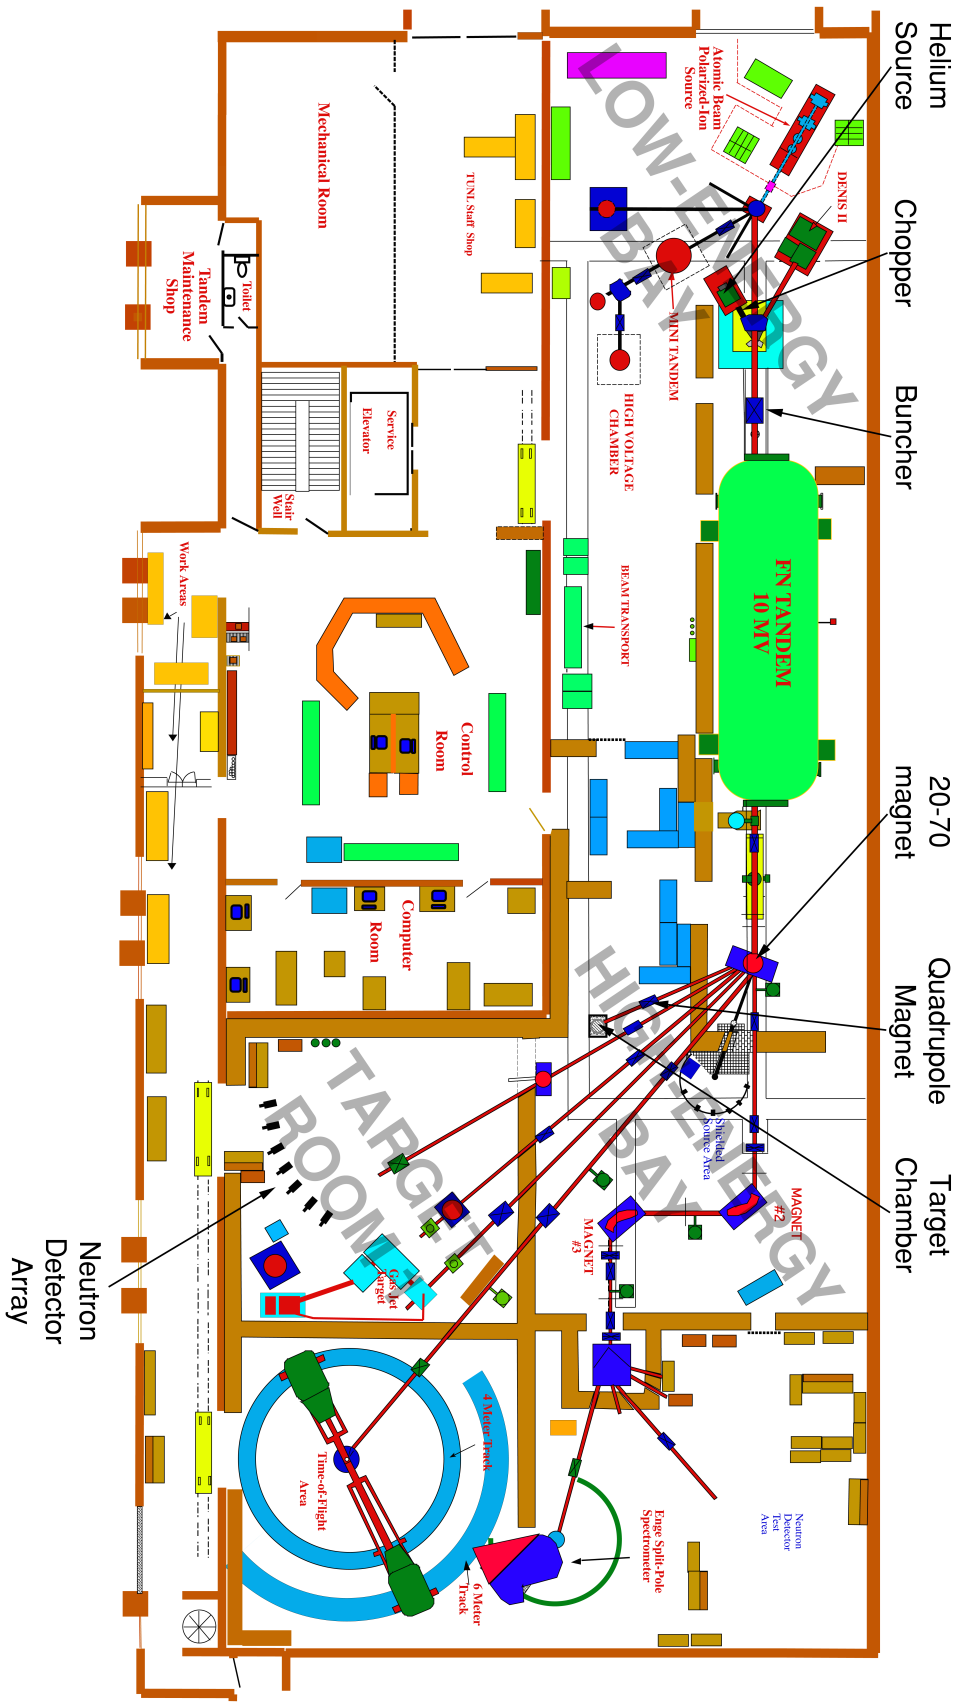 Helium
Source
Chopper
Buncher
20-70
magnet
Quadrupole
Magnet
Target
Chamber
Neutron
Detector
Array
LOW-ENERGY
BAY
HIGH-ENERGY
BAY
TARGET
ROOM
Atomic Beam
Polarized-Ion
Source
DENIS II
MINI TANDEM
HIGH VOLTAGE
CHAMBER
FN TANDEM
10 MV
BEAM TRANSPORT
Mechanical Room
TUNL Staff Shop
Toilet
Tandem
Maintenance
Shop
Service
Elevator
Stair
Well
Work Areas
Control
Room
Computer
Room
Shielded
Source Area
MAGNET
#2
MAGNET
#3
Gas Jet
Target
4 Meter Track
Time-of-Flight
Area
6 Meter
Track
Enge Split-Pole
Spectrometer
Neutron
Detector
Test
Area